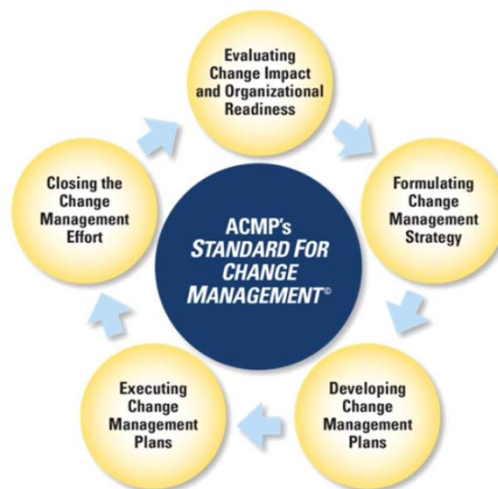 Evaluating
Change Impact
and Organizational
Readiness
Formulating
Change
Management
Strategy
Developing
Change
Management
Plans
Executing
Change
Management
Plans
Closing the
Change
Management
Effort
ACMP's
STANDARD FOR
CHANGE
MANAGEMENT©